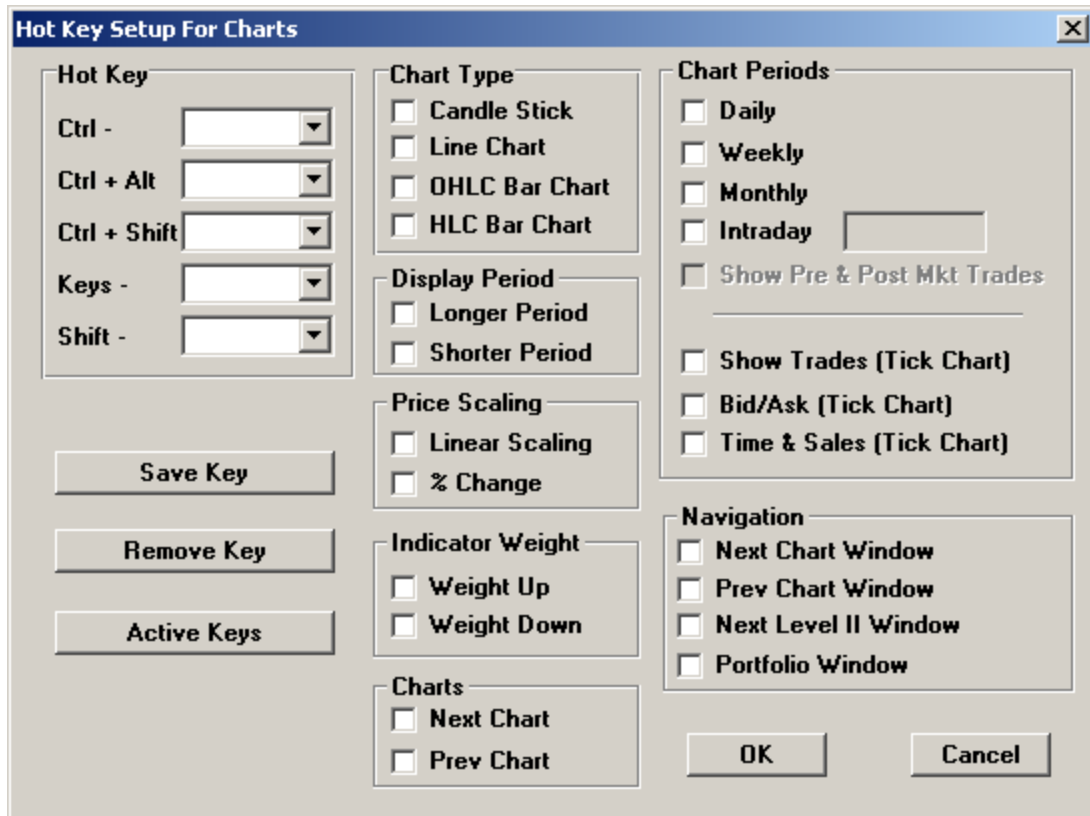 Hot Key Setup For Charts
Hot Key
Ctrl -
Ctrl + Alt
Ctrl + Shift
Keys -
Shift -
Save Key
Remove Key
Active Keys
Chart Type
Candle Stick
Line Chart
OHLC Bar Chart
HLC Bar Chart
Display Period
Longer Period
Shorter Period
Price Scaling
Linear Scaling
% Change
Indicator Weight
Weight Up
Weight Down
Charts
Next Chart
Prev Chart
Chart Periods
Daily
Weekly
Monthly
Intraday
Show Pre & Post Mkt Trades
Show Trades (Tick Chart)
Bid/Ask (Tick Chart)
Time & Sales (Tick Chart)
Navigation
Next Chart Window
Prev Chart Window
Next Level II Window
Portfolio Window
OK
Cancel